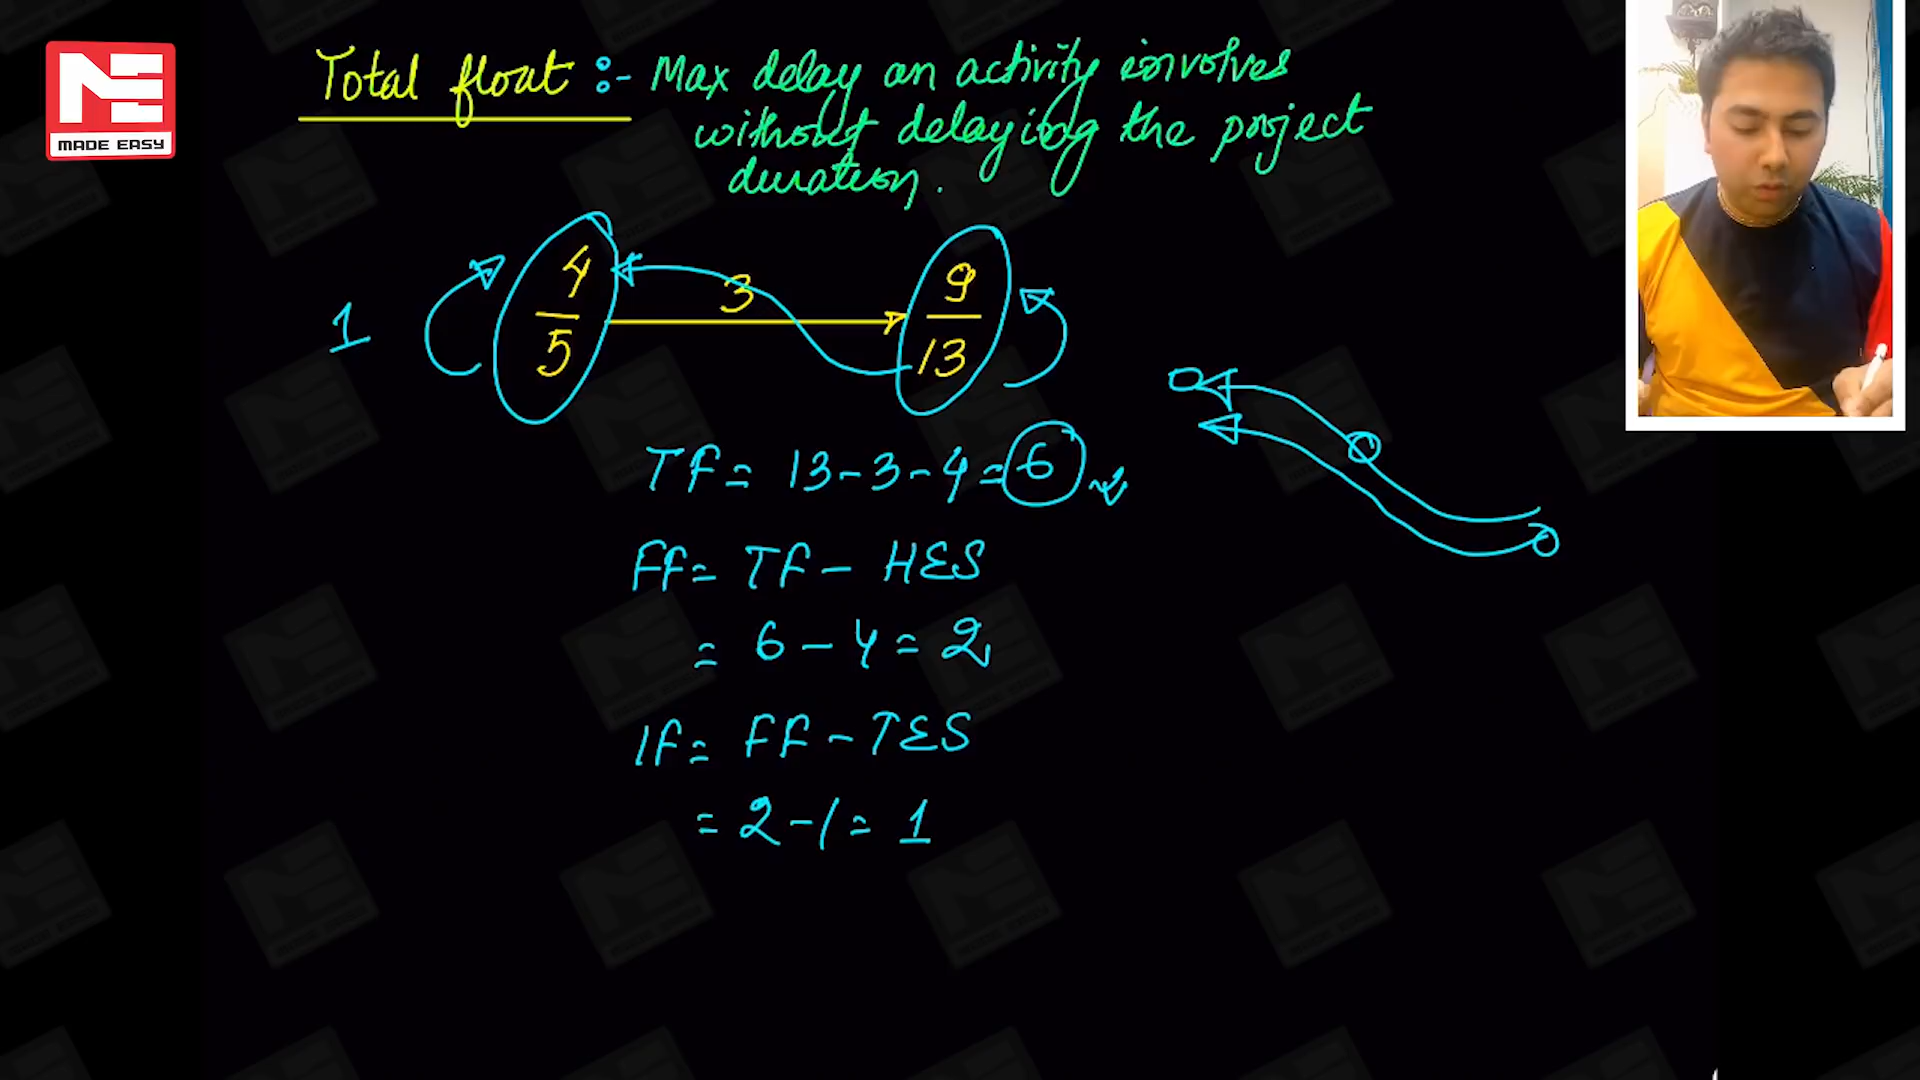 ME
MADE EASY
Total float :- Max delay an activity involves
without delaying the project
duration.
1
4
5
3
9
13
TF = 13 - 3 - 4 = 6
FF = TF - HES
= 6 - 4 = 2
IF = FF - TES
= 2 - 1 = 1